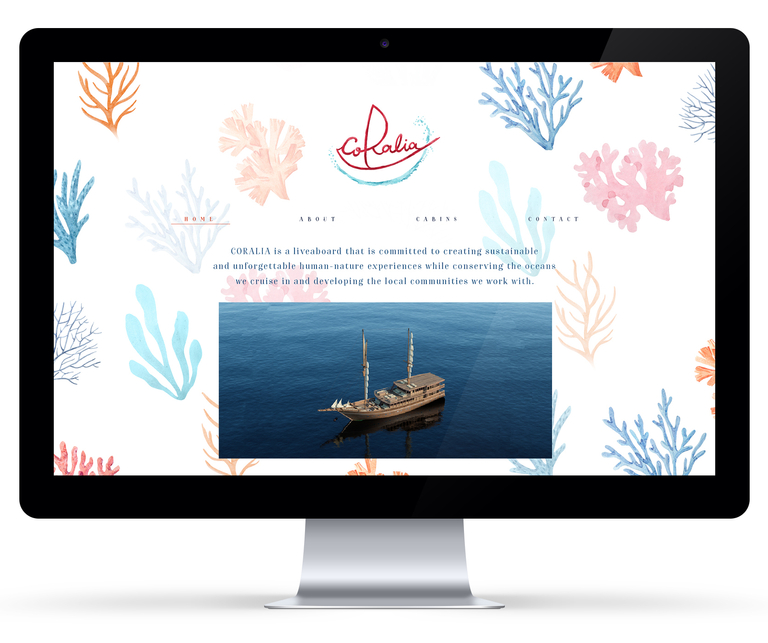 Coralia
HOME ABOUT CABINS CONTACT
CORALIA is a liveaboard that is committed to creating sustainable
and unforgettable human-nature experiences while conserving the oceans
we cruise in and developing the local communities we work with.